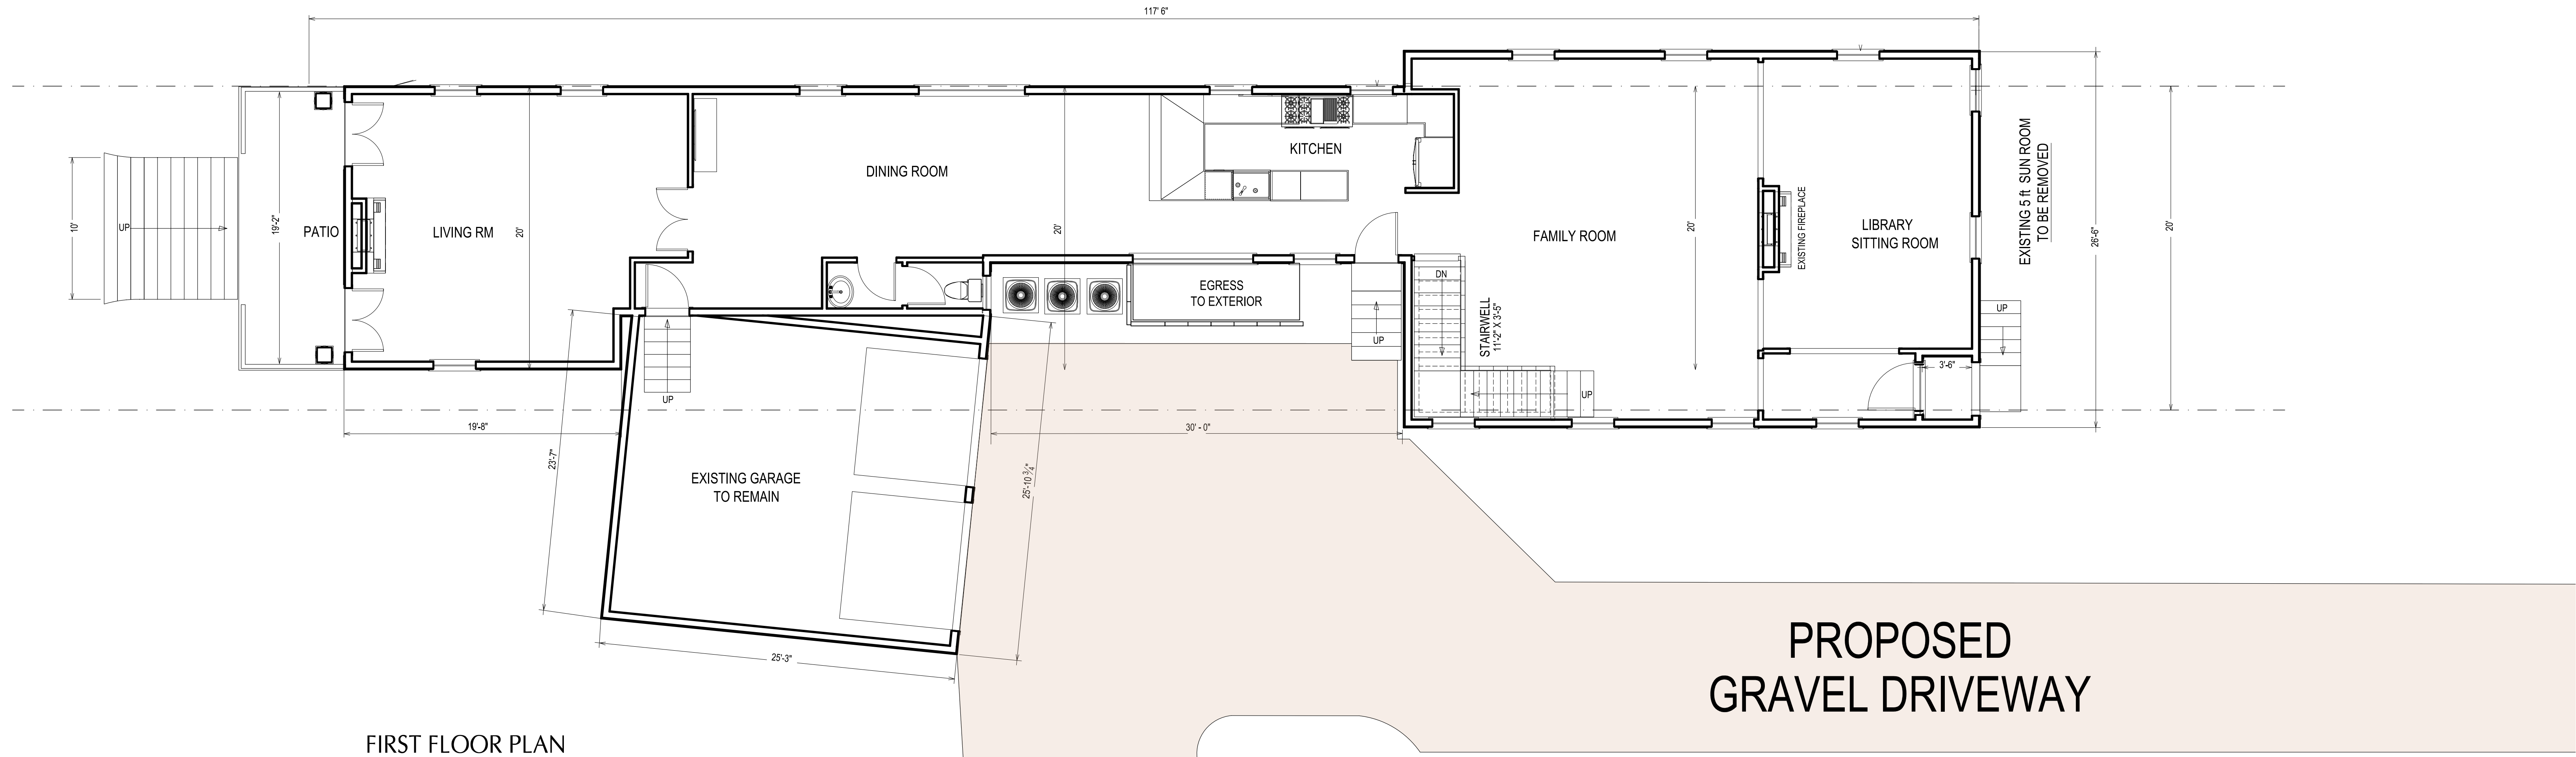 117' 6"
10'
UP
19'-2"
PATIO
LIVING RM
20'
DINING ROOM
20'
KITCHEN
EGRESS
TO EXTERIOR
UP
DN
STAIRWELL
11'-2" X 3'-5"
UP
FAMILY ROOM
20'
EXISTING FIREPLACE
LIBRARY
SITTING ROOM
3'-6"
UP
EXISTING 5 ft SUN ROOM
TO BE REMOVED
26'-6"
20'
UP
19'-8"
30' - 0"
23'-7"
EXISTING GARAGE
TO REMAIN
25'-10 3/4"
25'-3"
PROPOSED
GRAVEL DRIVEWAY
FIRST FLOOR PLAN